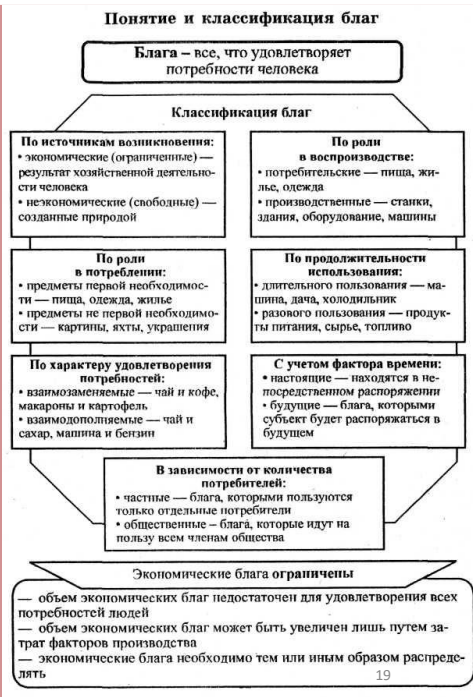 Понятие и классификация благ
Блага – все, что удовлетворяет
потребности человека
Классификация благ
По источникам возникновения:
• экономические (ограниченные) —
результат хозяйственной деятельно-
сти человека
• неэкономические (свободные) —
созданные природой
По роли
в воспроизводстве:
• потребительские — пища, жи-
лье, одежда
• производственные — станки,
здания, оборудование, машины
По роли
в потреблении:
• предметы первой необходимос-
ти — пища, одежда, жилье
• предметы не первой необходимо-
сти — картины, яхты, украшения
По продолжительности
использования:
• длительного пользования — ма-
шина, дача, холодильник
• разового пользования — продук-
ты питания, сырье, топливо
По характеру удовлетворения
потребностей:
• взаимозаменяемые — чай и кофе,
макароны и картофель
• взаимодополняемые — чай и
сахар, машина и бензин
С учетом фактора времени:
• настоящие — находятся в не-
посредственном распоряжении
• будущие — блага, которыми
субъект будет распоряжаться в
будущем
В зависимости от количества
потребителей:
• частные — блага, которыми пользуются
только отдельные потребители
• общественные – блага, которые идут на
пользу всем членам общества
Экономические блага ограничены
— объем экономических благ недостаточен для удовлетворения всех
потребностей людей
— объем экономических благ может быть увеличен лишь путем за-
трат факторов производства
— экономические блага необходимо тем или иным образом распреде-
лять
19